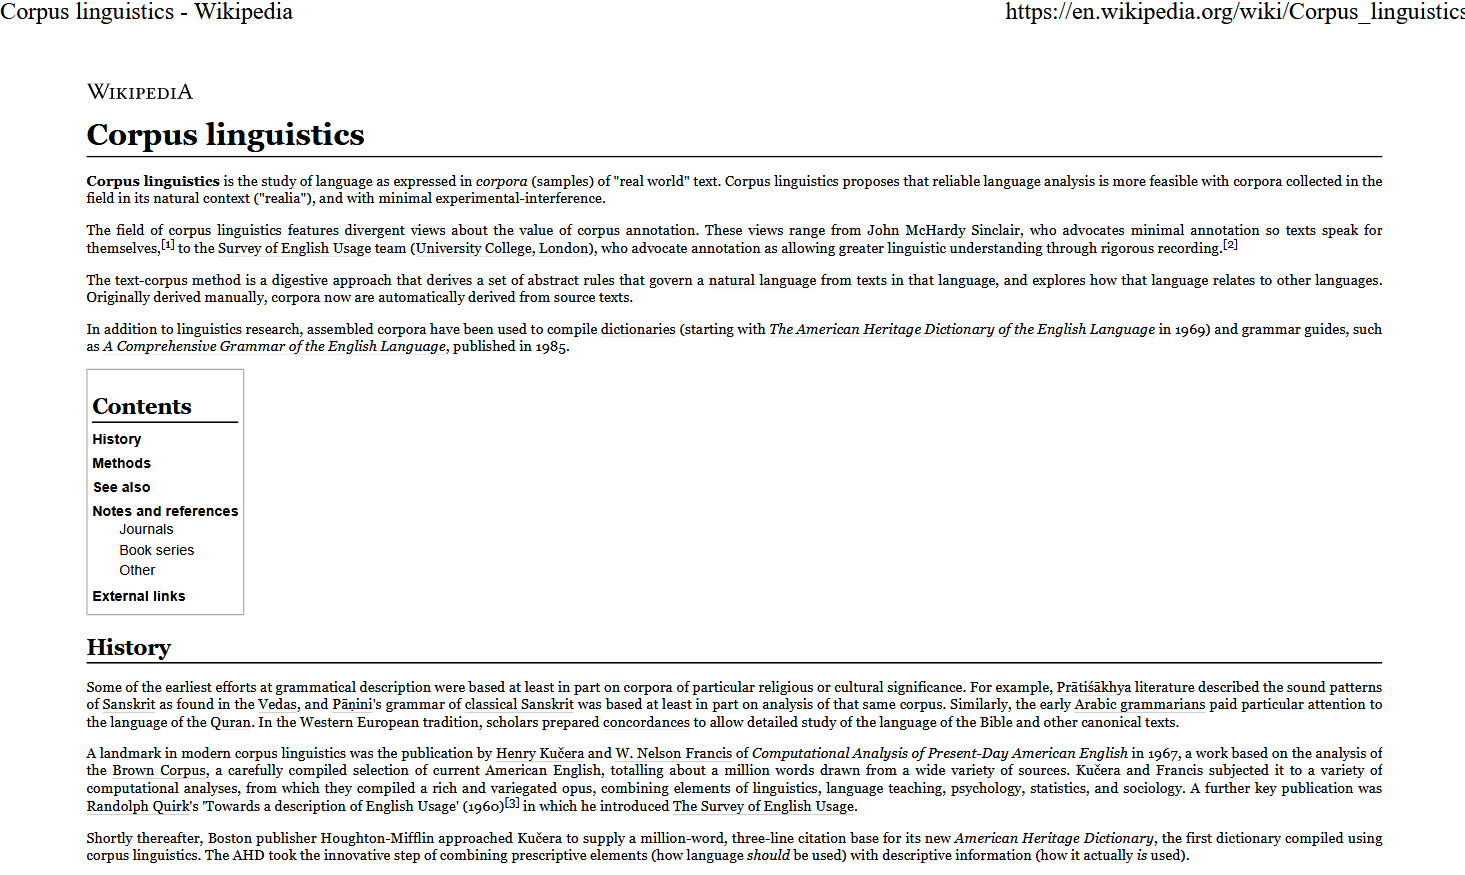 Corpus linguistics - Wikipedia
https://en.wikipedia.org/wiki/Corpus_linguistics
WIKIPEDIA
Corpus linguistics
Corpus linguistics is the study of language as expressed in corpora (samples) of "real world" text. Corpus linguistics proposes that reliable language analysis is more feasible with corpora collected in the
field in its natural context ("realia"), and with minimal experimental-interference.
The field of corpus linguistics features divergent views about the value of corpus annotation. These views range from John McHardy Sinclair, who advocates minimal annotation so texts speak for
themselves,[1] to the Survey of English Usage team (University College, London), who advocate annotation as allowing greater linguistic understanding through rigorous recording.[2]
The text-corpus method is a digestive approach that derives a set of abstract rules that govern a natural language from texts in that language, and explores how that language relates to other languages.
Originally derived manually, corpora now are automatically derived from source texts.
In addition to linguistics research, assembled corpora have been used to compile dictionaries (starting with The American Heritage Dictionary of the English Language in 1969) and grammar guides, such
as A Comprehensive Grammar of the English Language, published in 1985.
Contents
History
Methods
See also
Notes and references
Journals
Book series
Other
External links
History
Some of the earliest efforts at grammatical description were based at least in part on corpora of particular religious or cultural significance. For example, Prātiśākhya literature described the sound patterns
of Sanskrit as found in the Vedas, and Pāṇini's grammar of classical Sanskrit was based at least in part on analysis of that same corpus. Similarly, the early Arabic grammarians paid particular attention to
the language of the Quran. In the Western European tradition, scholars prepared concordances to allow detailed study of the language of the Bible and other canonical texts.
A landmark in modern corpus linguistics was the publication by Henry Kučera and W. Nelson Francis of Computational Analysis of Present-Day American English in 1967, a work based on the analysis of
the Brown Corpus, a carefully compiled selection of current American English, totalling about a million words drawn from a wide variety of sources. Kučera and Francis subjected it to a variety of
computational analyses, from which they compiled a rich and variegated opus, combining elements of linguistics, language teaching, psychology, statistics, and sociology. A further key publication was
Randolph Quirk's 'Towards a description of English Usage' (1960)[3] in which he introduced The Survey of English Usage.
Shortly thereafter, Boston publisher Houghton-Mifflin approached Kučera to supply a million-word, three-line citation base for its new American Heritage Dictionary, the first dictionary compiled using
corpus linguistics. The AHD took the innovative step of combining prescriptive elements (how language should be used) with descriptive information (how it actually is used).